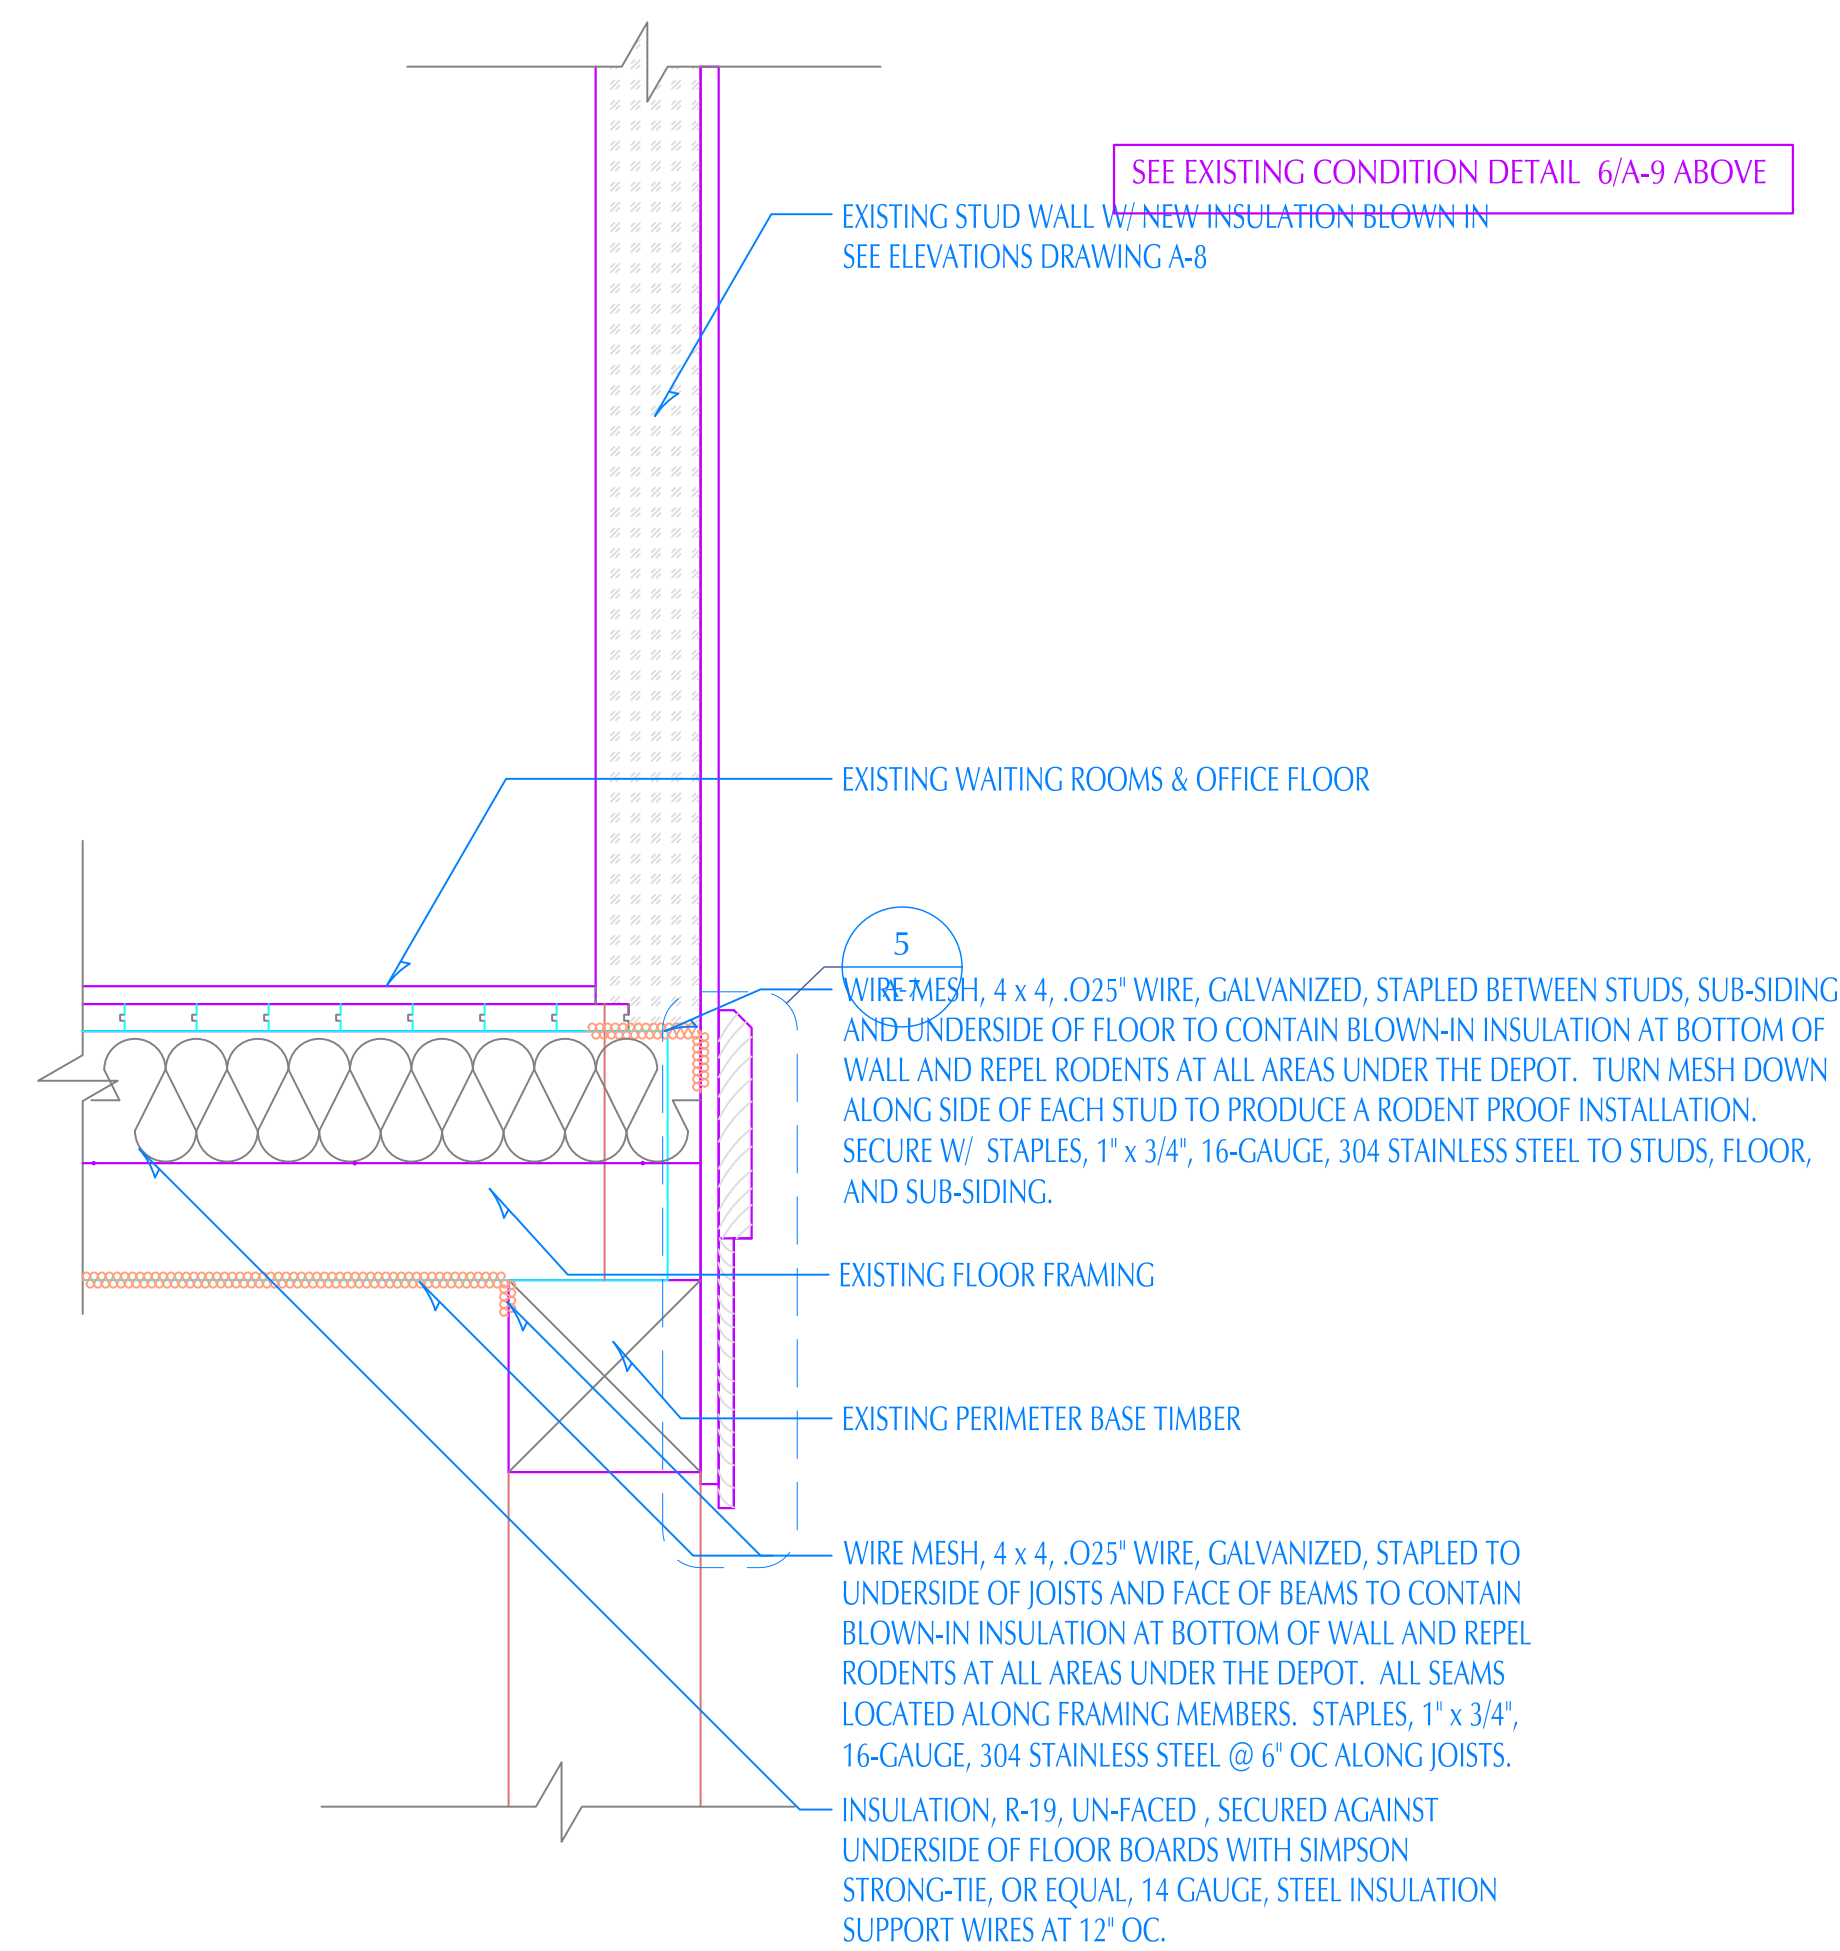 SEE EXISTING CONDITION DETAIL 6/A-9 ABOVE
EXISTING STUD WALL W/ NEW INSULATION BLOWN IN
SEE ELEVATIONS DRAWING A-8
EXISTING WAITING ROOMS & OFFICE FLOOR
5
A-7
WIRE MESH, 4 x 4, .O25" WIRE, GALVANIZED, STAPLED BETWEEN STUDS, SUB-SIDING
AND UNDERSIDE OF FLOOR TO CONTAIN BLOWN-IN INSULATION AT BOTTOM OF
WALL AND REPEL RODENTS AT ALL AREAS UNDER THE DEPOT. TURN MESH DOWN
ALONG SIDE OF EACH STUD TO PRODUCE A RODENT PROOF INSTALLATION.
SECURE W/ STAPLES, 1" x 3/4", 16-GAUGE, 304 STAINLESS STEEL TO STUDS, FLOOR,
AND SUB-SIDING.
EXISTING FLOOR FRAMING
EXISTING PERIMETER BASE TIMBER
WIRE MESH, 4 x 4, .O25" WIRE, GALVANIZED, STAPLED TO
UNDERSIDE OF JOISTS AND FACE OF BEAMS TO CONTAIN
BLOWN-IN INSULATION AT BOTTOM OF WALL AND REPEL
RODENTS AT ALL AREAS UNDER THE DEPOT. ALL SEAMS
LOCATED ALONG FRAMING MEMBERS. STAPLES, 1" x 3/4",
16-GAUGE, 304 STAINLESS STEEL @ 6" OC ALONG JOISTS.
INSULATION, R-19, UN-FACED , SECURED AGAINST
UNDERSIDE OF FLOOR BOARDS WITH SIMPSON
STRONG-TIE, OR EQUAL, 14 GAUGE, STEEL INSULATION
SUPPORT WIRES AT 12" OC.